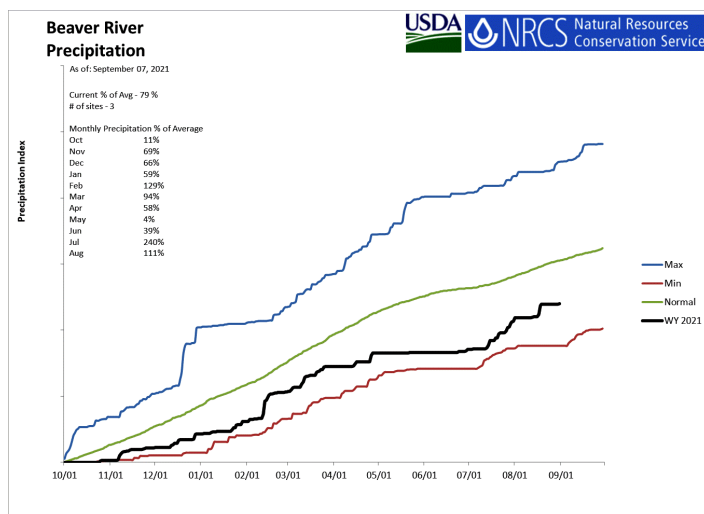 Beaver River
Precipitation
USDA
NRCS
Natural Resources
Conservation Service
As of: September 07, 2021
Current % of Avg - 79 %
# of sites - 3
Monthly Precipitation % of Average
Oct 11%
Nov 69%
Dec 66%
Jan 59%
Feb 129%
Mar 94%
Apr 58%
May 4%
Jun 39%
Jul 240%
Aug 111%
Precipitation Index
Max
Min
Normal
WY 2021
10/01 11/01 12/01 01/01 02/01 03/01 04/01 05/01 06/01 07/01 08/01 09/01